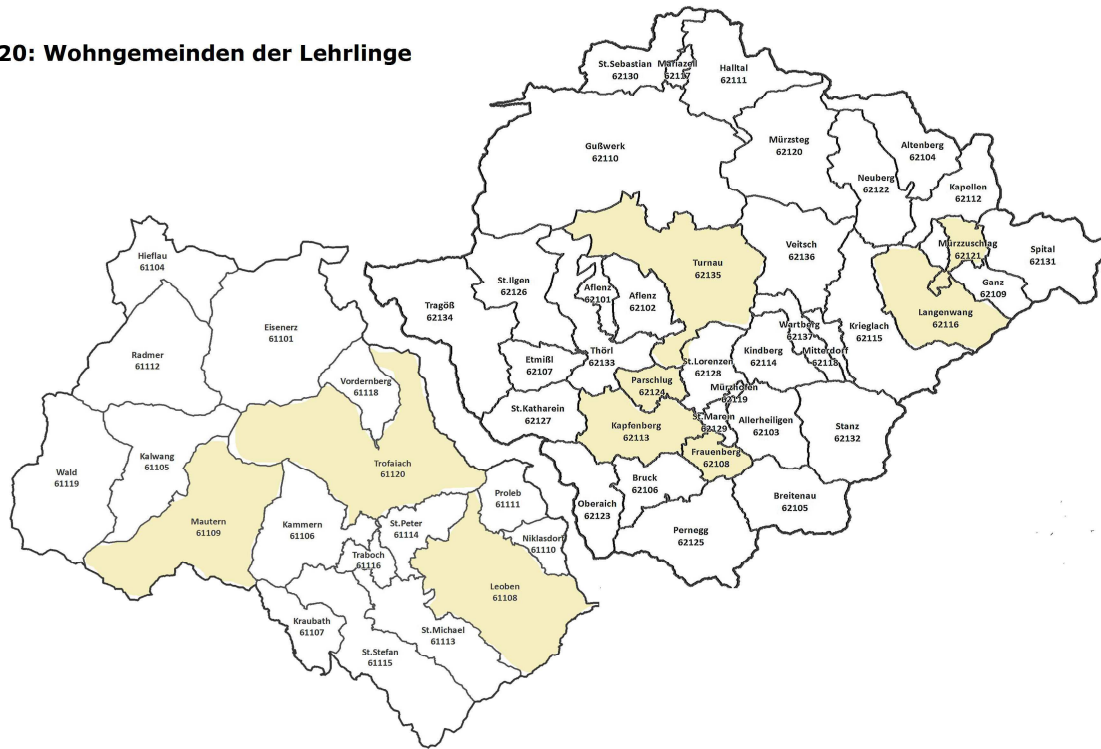 20: Wohngemeinden der Lehrlinge
St.Sebastian
62130
Mariazell
62117
Halltal
62111
Gußwerk
62110
Mürzsteg
62120
Altenberg
62104
Neuberg
62122
Kapellen
62112
Hieflau
61104
Mürzzuschlag
62121
Spital
62131
Veitsch
62136
Turnau
62135
St.Ilgen
62126
Aflenz
62101
Aflenz
62102
Ganz
62109
Tragöß
62134
Langenwang
62116
Eisenerz
61101
Wartberg
62137
Krieglach
62115
Radmer
61112
Thörl
62133
Etmißl
62107
St.Lorenzen
62128
Kindberg
62114
Mitterdorf
62118
Vordernberg
61118
Parschlug
62124
Mürzhofen
62119
St.Katharein
62127
St.Marein
62129
Allerheiligen
62103
Stanz
62132
Kapfenberg
62113
Kalwang
61105
Trofaiach
61120
Frauenberg
62108
Wald
61119
Bruck
62106
Proleb
61111
Oberaich
62123
Breitenau
62105
Mautern
61109
Kammern
61106
St.Peter
61114
Niklasdorf
61110
Pernegg
62125
Traboch
61116
Leoben
61108
Kraubath
61107
St.Michael
61113
St.Stefan
61115